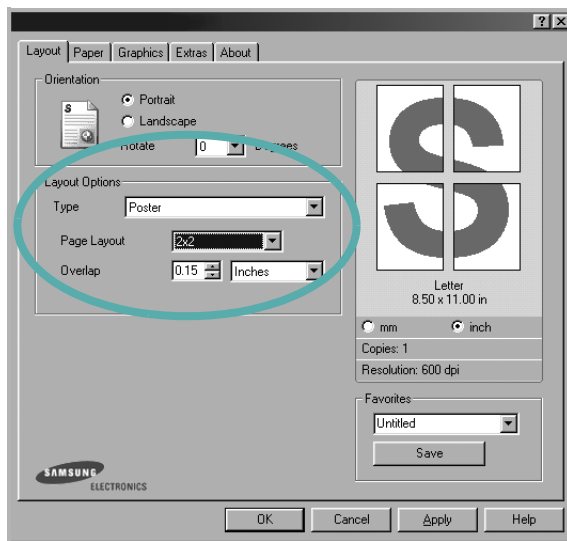 ? X
Layout Paper Graphics Extras About
Orientation
S
Portrait
Landscape
Rotate 0 Degrees
Layout Options
Type Poster
Page Layout 2x2
Overlap 0.15 Inches
S
Letter
8.50 x 11.00 in
mm inch
Copies: 1
Resolution: 600 dpi
Favorites
Untitled
Save
SAMSUNG
ELECTRONICS
OK Cancel Apply Help